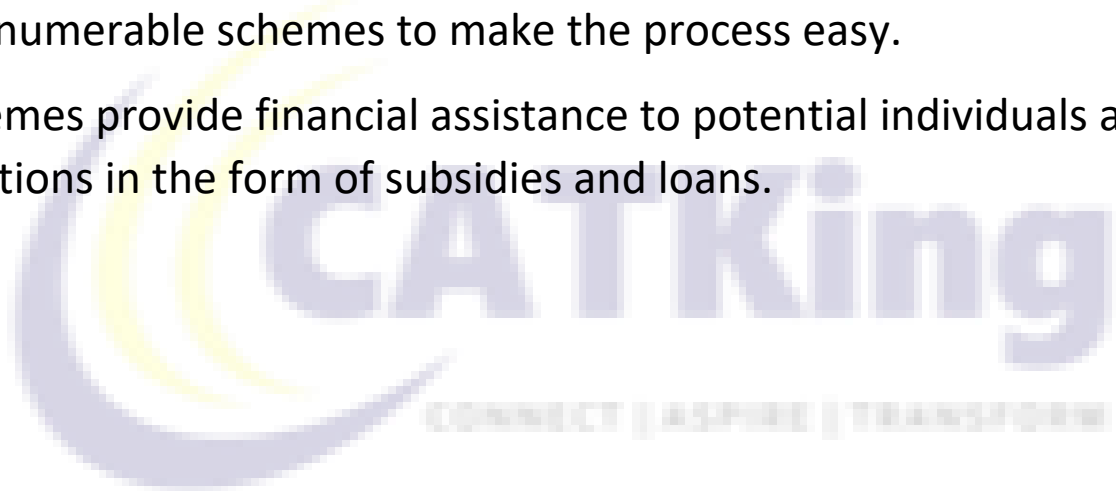 numerable schemes to make the process easy.
emes provide financial assistance to potential individuals a
tions in the form of subsidies and loans.
CATKing
CONNECT | ASPIRE | TRANSFORM